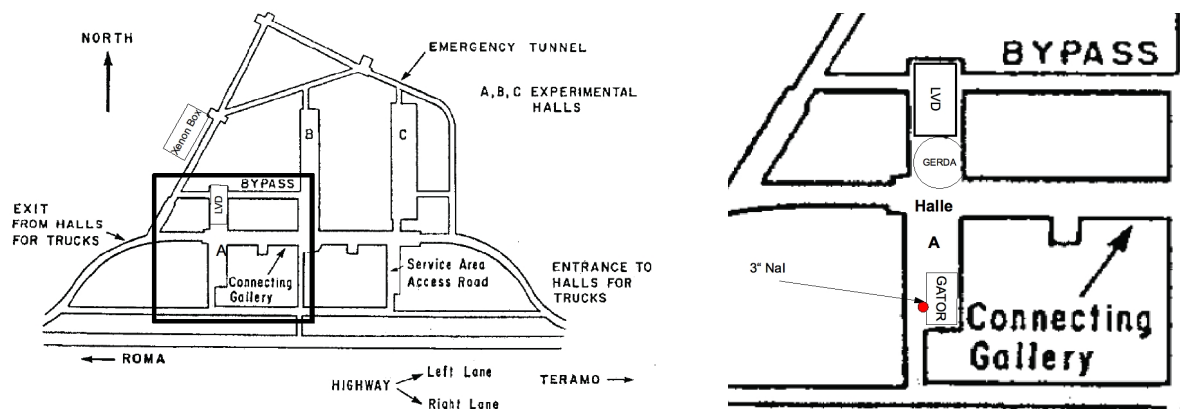 NORTH
EMERGENCY TUNNEL
A,B,C EXPERIMENTAL
HALLS
Xenon Box
B
C
BYPASS
LVD
EXIT
FROM HALLS
FOR TRUCKS
A
Connecting
Gallery
Service Area
Access Road
ENTRANCE TO
HALLS FOR
TRUCKS
ROMA
HIGHWAY
Left Lane
Right Lane
TERAMO
BYPASS
LVD
GERDA
Halle
A
3" NaI
GATOR
Connecting
Gallery